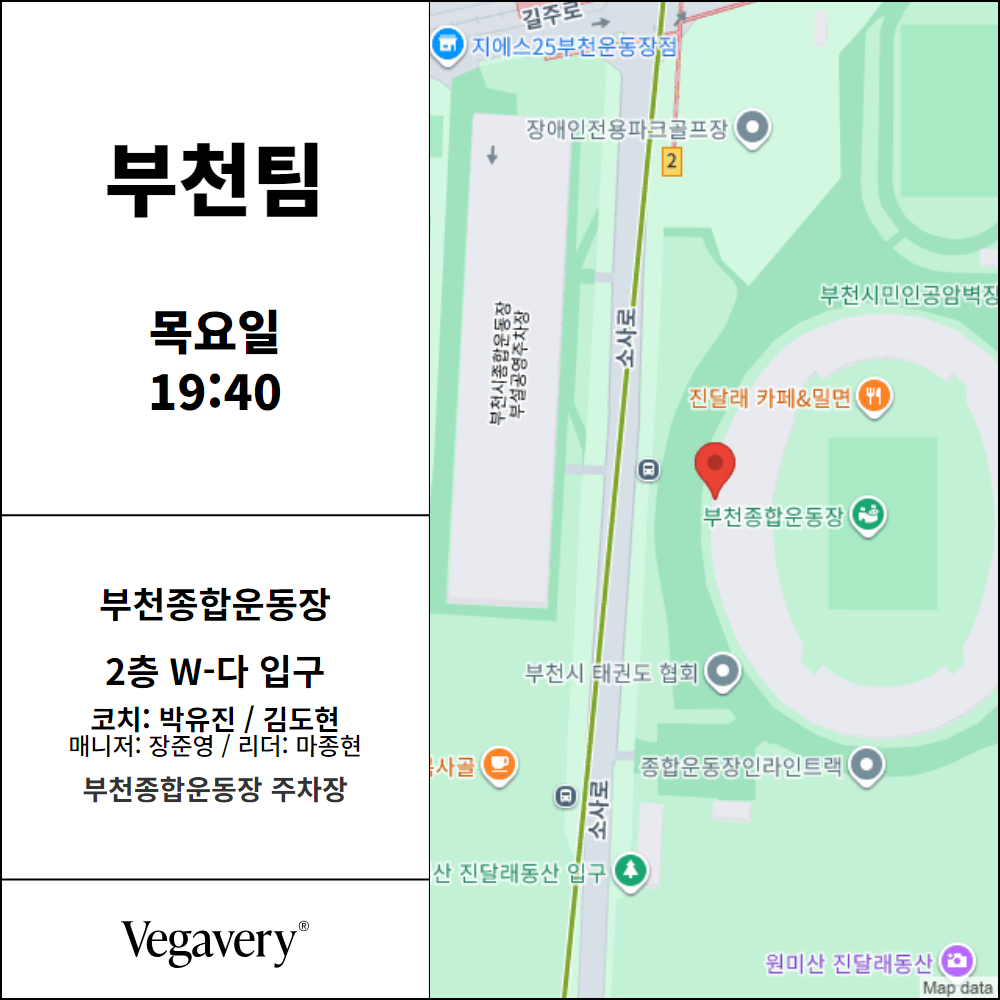 부천팀
목요일
19:40
부천종합운동장
2층 W-다 입구
코치: 박유진 / 김도현
매니저: 장준영 / 리더: 마종현
부천종합운동장 주차장
Vegavery®
길주로
지에스25부천운동장점
장애인전용파크골프장
2
부천시민인공암벽장
부천시종합운동장
부설공영주차장
소사로
진달래 카페&밀면
부천종합운동장
부천시 태권도 협회
사골
종합운동장인라인트랙
소사로
산 진달래동산 입구
원미산 진달래동산
Map data